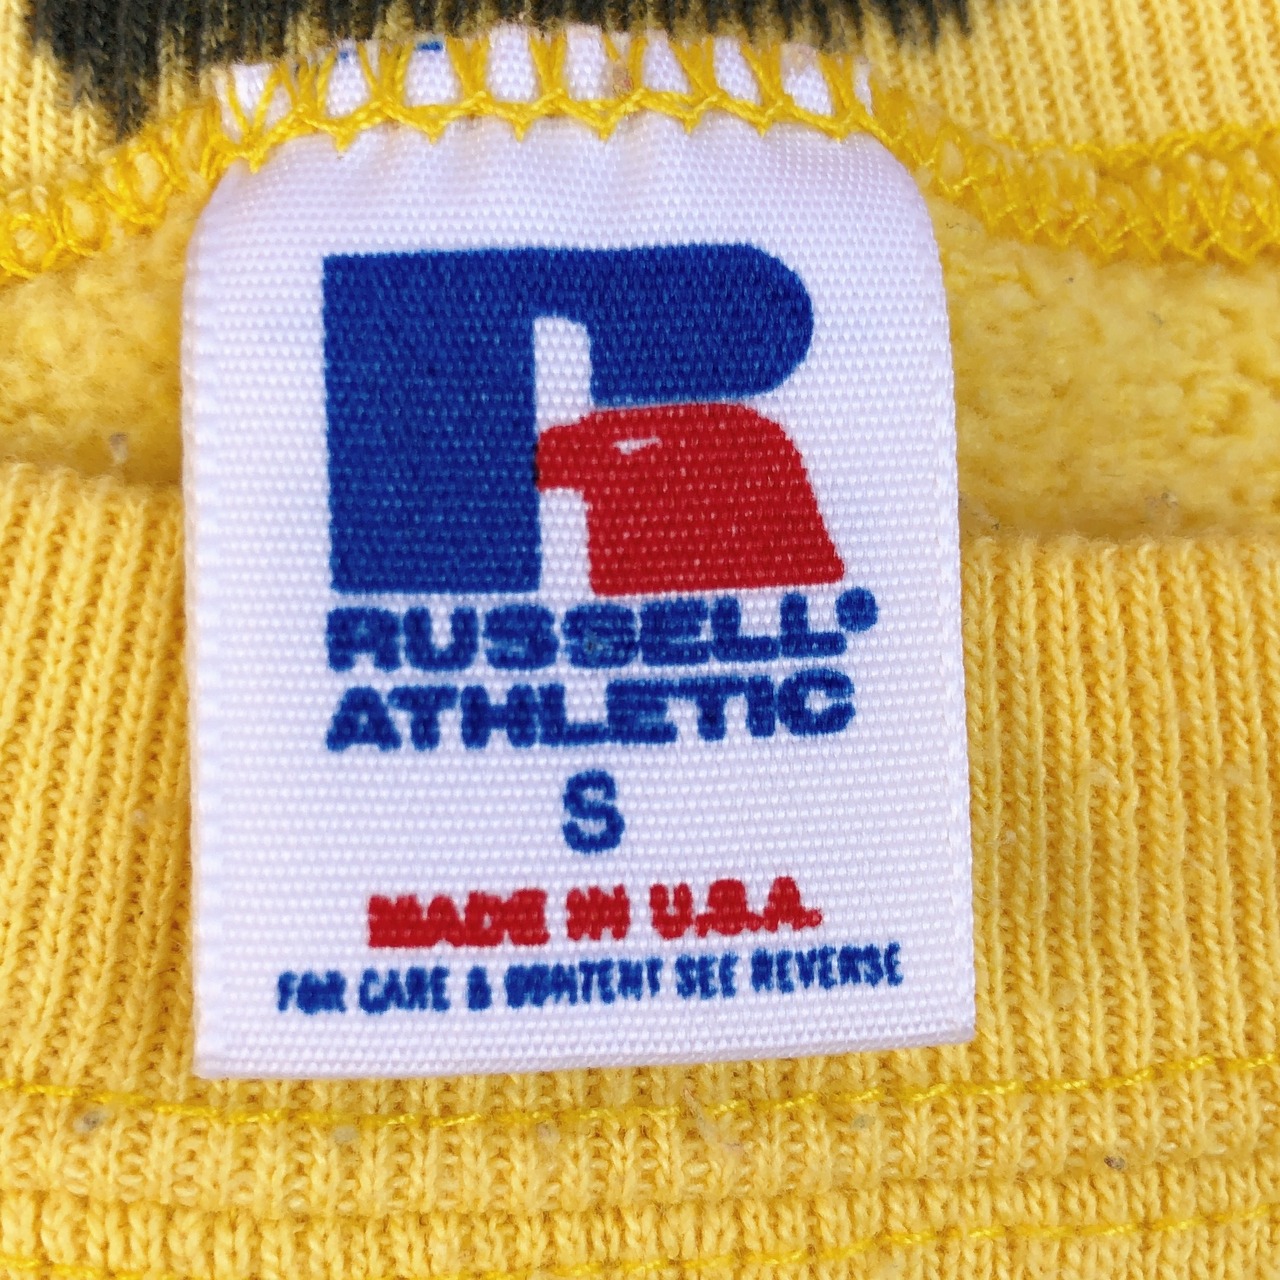 R
RUSSELL®
ATHLETIC
S
MADE IN U.S.A.
FOR CARE & CONTENT SEE REVERSE